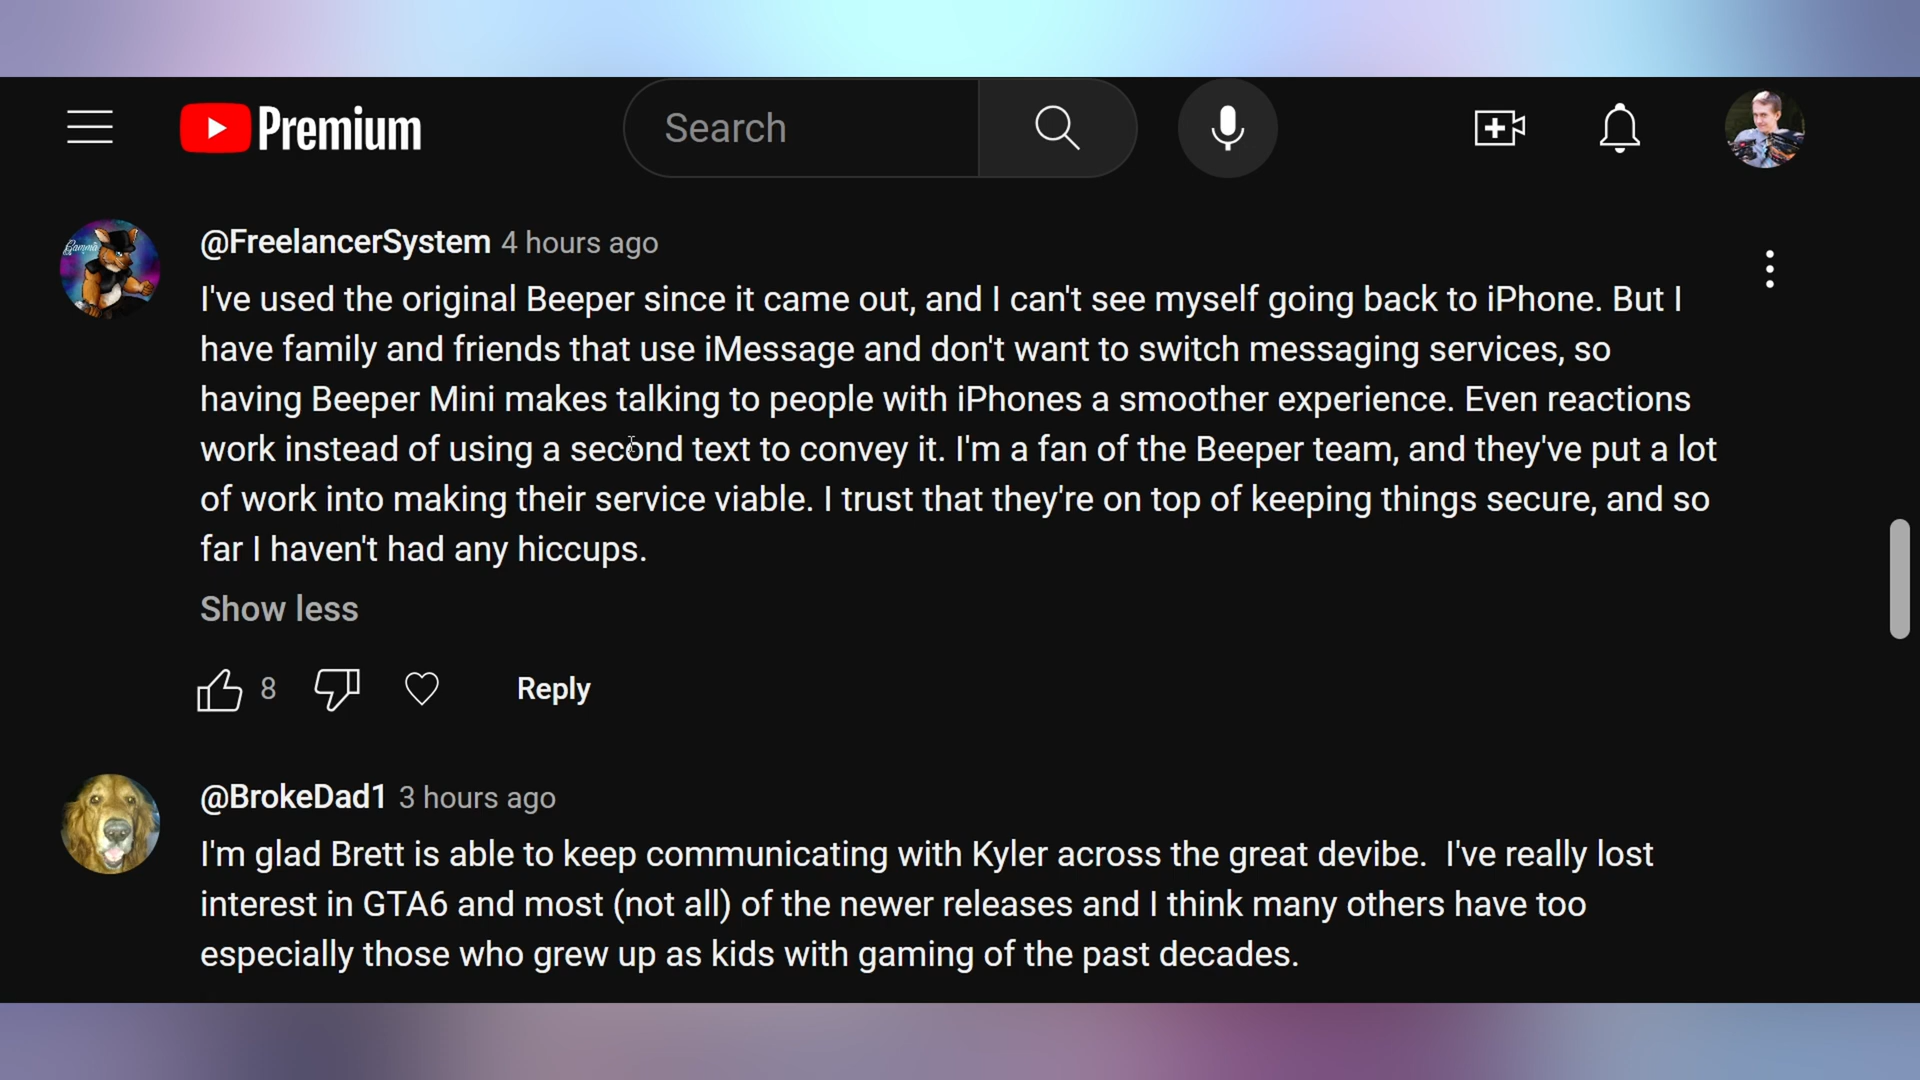 Premium
Search
@FreelancerSystem 4 hours ago
I've used the original Beeper since it came out, and I can't see myself going back to iPhone. But I
have family and friends that use iMessage and don't want to switch messaging services, so
having Beeper Mini makes talking to people with iPhones a smoother experience. Even reactions
work instead of using a second text to convey it. I'm a fan of the Beeper team, and they've put a lot
of work into making their service viable. I trust that they're on top of keeping things secure, and so
far I haven't had any hiccups.
Show less
8
Reply
Gamma
@BrokeDad1 3 hours ago
I'm glad Brett is able to keep communicating with Kyler across the great devibe. I've really lost
interest in GTA6 and most (not all) of the newer releases and I think many others have too
especially those who grew up as kids with gaming of the past decades.